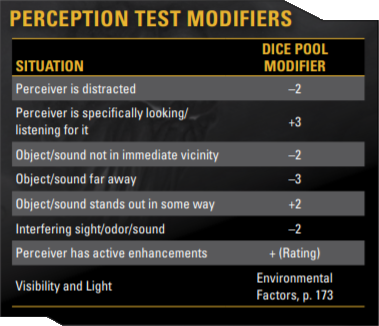 PERCEPTION TEST MODIFIERS
DICE POOL
SITUATION MODIFIER
Perceiver is distracted –2
Perceiver is specifically looking/
listening for it +3
Object/sound not in immediate vicinity –2
Object/sound far away –3
Object/sound stands out in some way +2
Interfering sight/odor/sound –2
Perceiver has active enhancements + (Rating)
Visibility and Light Environmental
Factors, p. 173